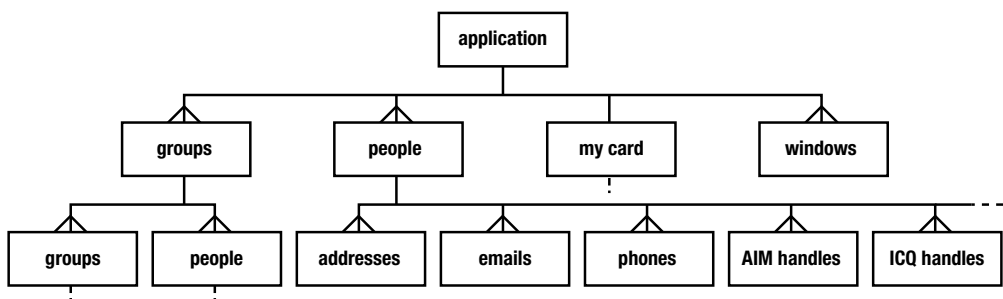 application
groups
people
my card
windows
groups
people
addresses
emails
phones
AIM handles
ICQ handles